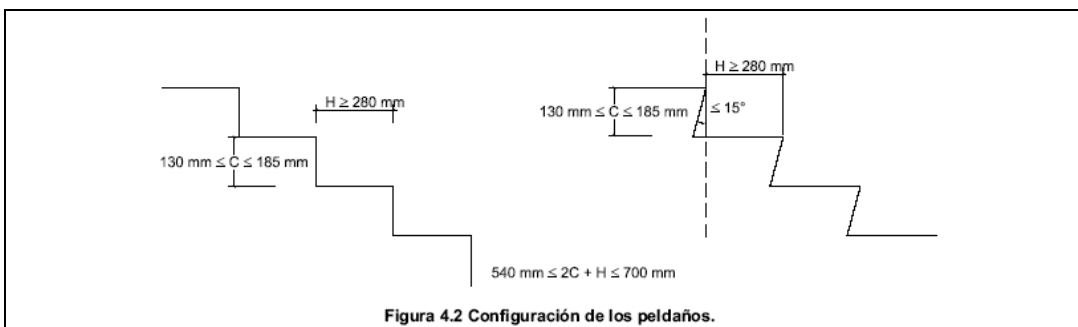 H ≥ 280 mm
130 mm ≤ C ≤ 185 mm
H ≥ 280 mm
130 mm ≤ C ≤ 185 mm
≤ 15°
540 mm ≤ 2C + H ≤ 700 mm
Figura 4.2 Configuración de los peldaños.